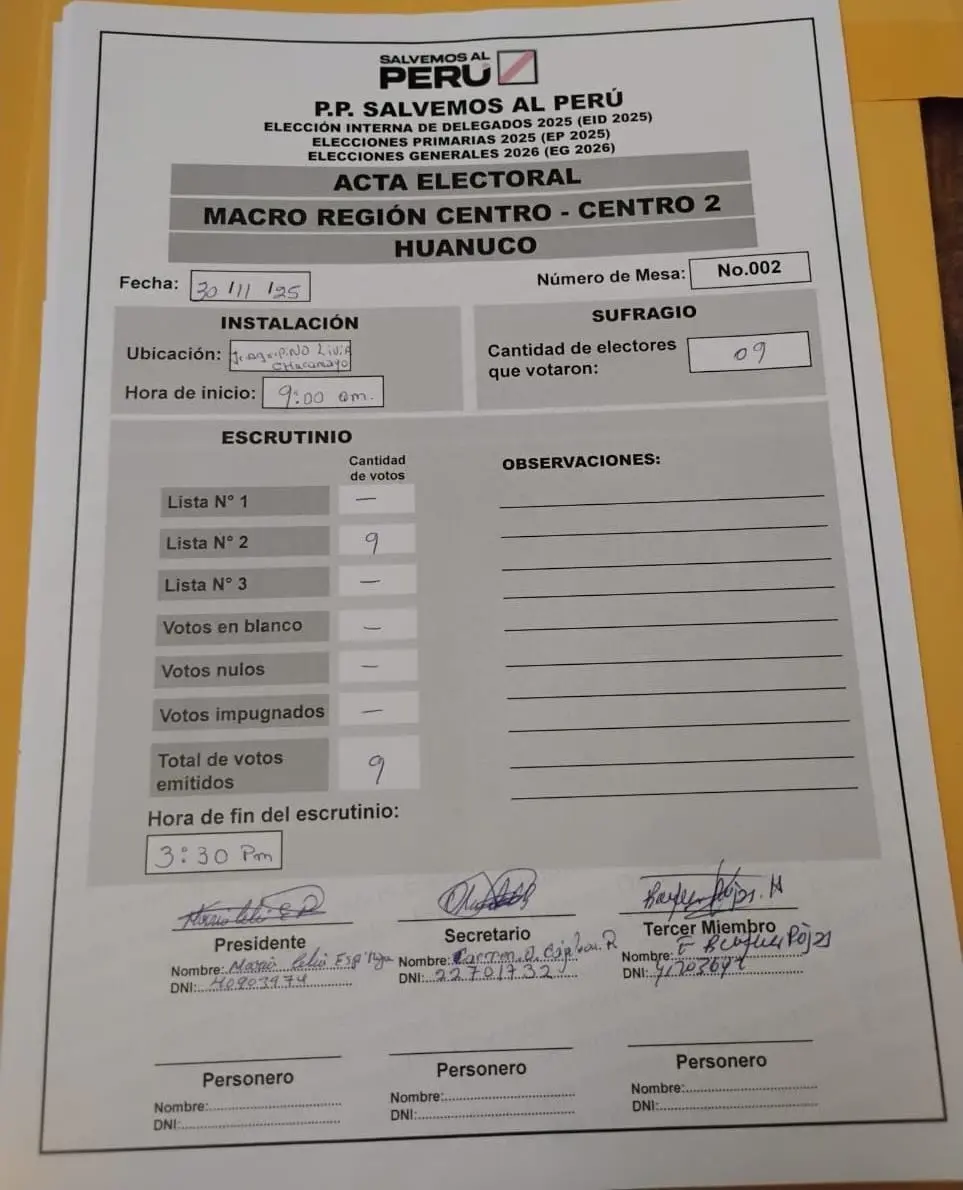 SALVEMOS AL
PERÚ
P.P. SALVEMOS AL PERÚ
ELECCIÓN INTERNA DE DELEGADOS 2025 (EID 2025)
ELECCIONES PRIMARIAS 2025 (EP 2025)
ELECCIONES GENERALES 2026 (EG 2026)
ACTA ELECTORAL
MACRO REGIÓN CENTRO - CENTRO 2
HUANUCO
Fecha: 30/11/25
Número de Mesa: No.002
INSTALACIÓN
Ubicación: LiviA
Hora de inicio: 9:00 am.
SUFRAGIO
Cantidad de electores
que votaron: 09
ESCRUTINIO
Cantidad
de votos
Lista N° 1 —
Lista N° 2 9
Lista N° 3 —
Votos en blanco —
Votos nulos —
Votos impugnados —
Total de votos
emitidos 9
Hora de fin del escrutinio:
3:30 Pm
OBSERVACIONES:
Presidente
Nombre: Espinoza
DNI: 40903974
Secretario
Nombre: Carmen
DNI: 22701732
Tercer Miembro
Nombre: Rojas
DNI:
Personero
Nombre:
DNI:
Personero
Nombre:
DNI:
Personero
Nombre:
DNI: